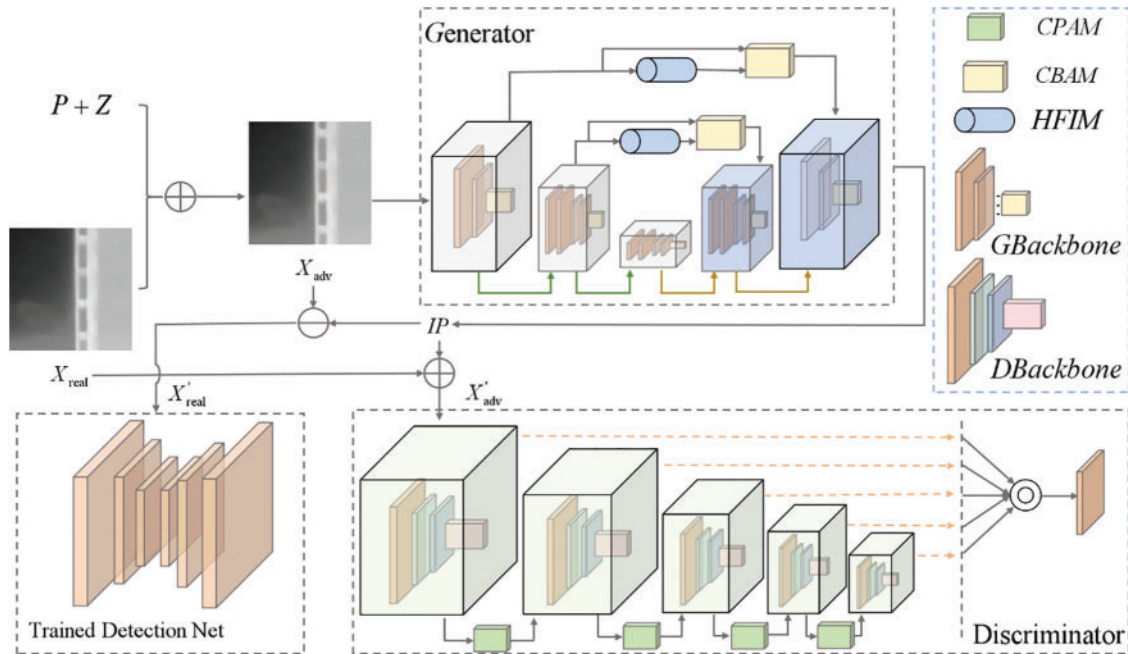 Generator
CPAM
CBAM
HFIM
GBackbone
DBackbone
P + Z
X_adv
IP
X_real
X'_real
X'_adv
Trained Detection Net
Discriminator